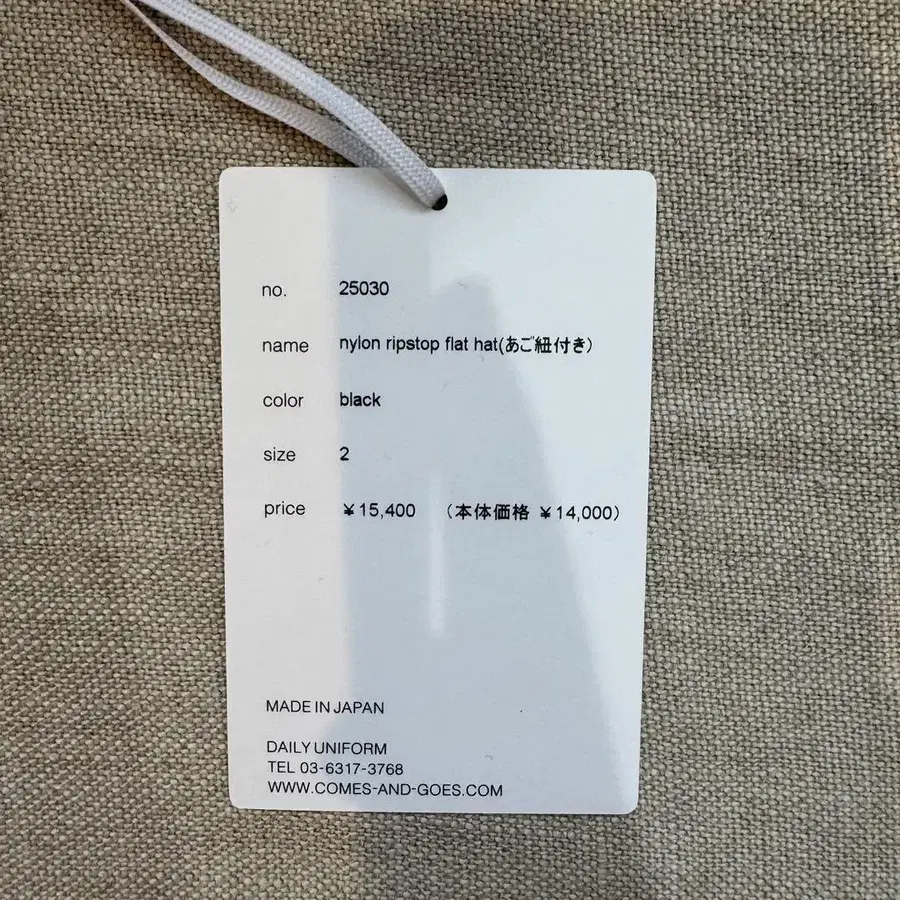 no. 25030
name nylon ripstop flat hat(あご紐付き)
color black
size 2
price ¥15,400 (本体価格 ¥14,000)
MADE IN JAPAN
DAILY UNIFORM
TEL 03-6317-3768
WWW.COMES-AND-GOES.COM